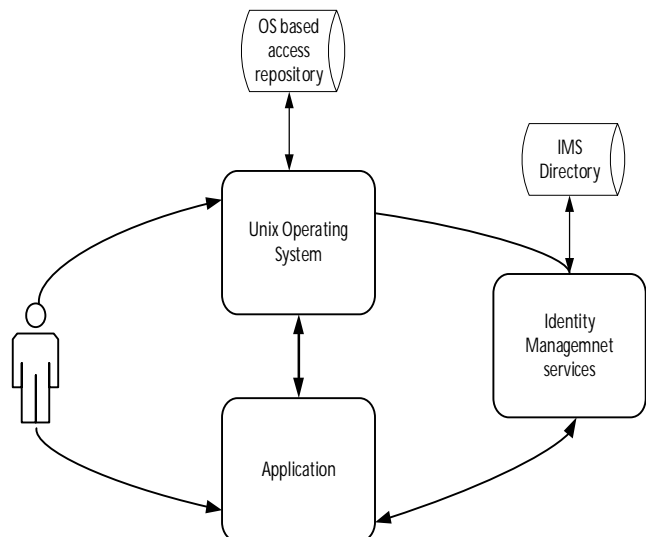 OS based
access
repository
IMS
Directory
Unix Operating
System
Identity
Managemnet
services
Application